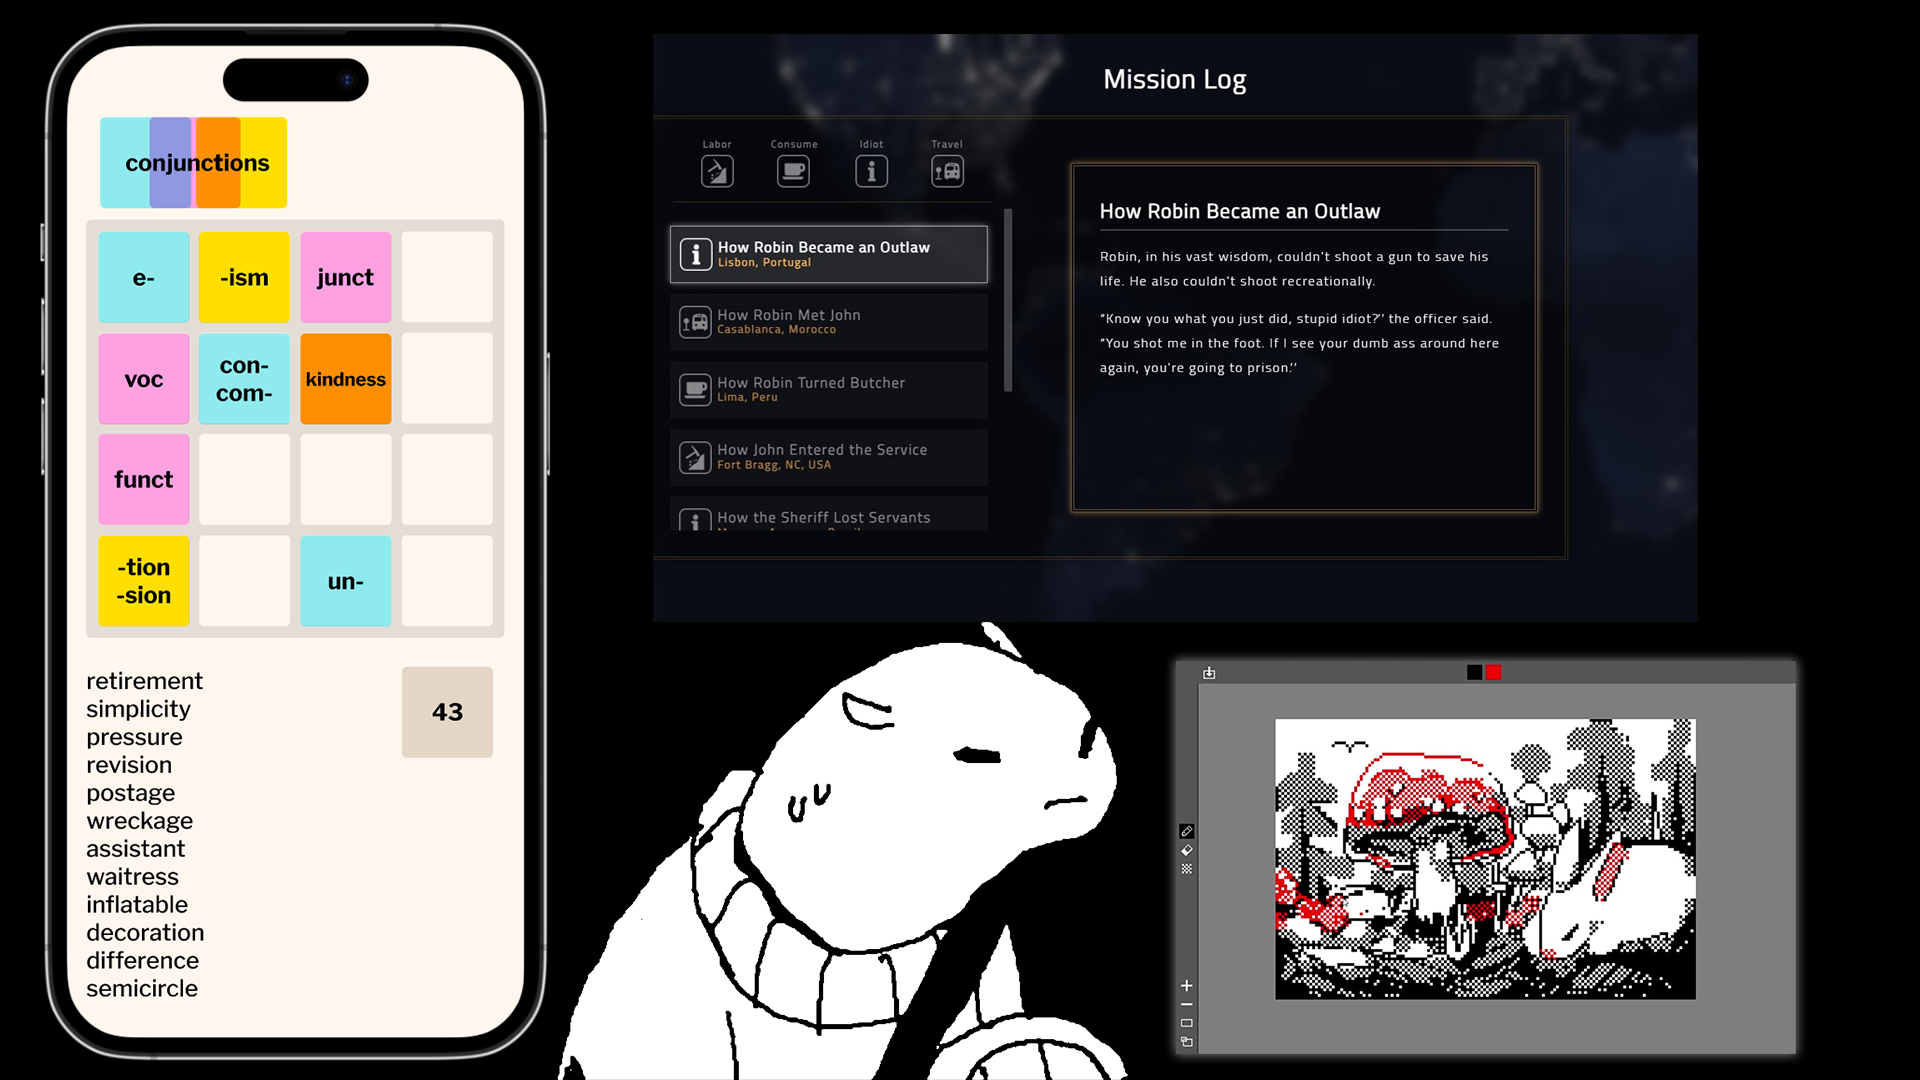 conjunctions
e-
-ism
junct
voc
con-
com-
kindness
funct
-tion
-sion
un-
43
retirement
simplicity
pressure
revision
postage
wreckage
assistant
waitress
inflatable
decoration
difference
semicircle
Mission Log
Labor
Consume
Idiot
Travel
How Robin Became an Outlaw
Lisbon, Portugal
How Robin Met John
Casablanca, Morocco
How Robin Turned Butcher
Lima, Peru
How John Entered the Service
Fort Bragg, NC, USA
How the Sheriff Lost Servants
How Robin Became an Outlaw
Robin, in his vast wisdom, couldn't shoot a gun to save his
life. He also couldn't shoot recreationally.
"Know you what you just did, stupid idiot?" the officer said.
"You shot me in the foot. If I see your dumb ass around here
again, you're going to prison."